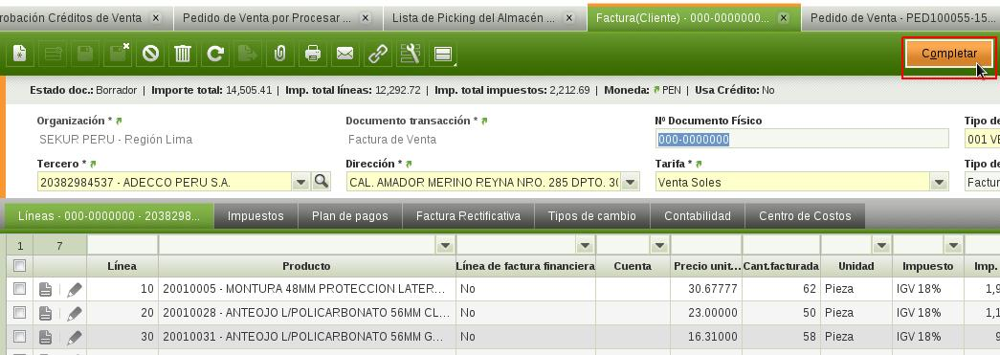 robación Créditos de Venta
Pedido de Venta por Procesar ...
Lista de Picking del Almacén ...
Factura(Cliente) - 000-0000000...
Pedido de Venta - PED100055-15...
Completar
Estado doc.: Borrador | Importe total: 14,505.41 | Imp. total líneas: 12,292.72 | Imp. total impuestos: 2,212.69 | Moneda: PEN | Usa Crédito: No
Organización *
Documento transacción *
Nº Documento Físico
Tipo de
SEKUR PERU - Región Lima
Factura de Venta
000-0000000
001 VE
Tercero *
Dirección *
Tarifa *
Tipo de
20382984537 - ADECCO PERU S.A.
CAL. AMADOR MERINO REYNA NRO. 285 DPTO. 3(
Venta Soles
Factur
Líneas - 000-0000000 - 2038298...
Impuestos
Plan de pagos
Factura Rectificativa
Tipos de cambio
Contabilidad
Centro de Costos
1 7
Línea Producto Línea de factura financiera Cuenta Precio unit... Cant.facturada Unidad Impuesto Imp.
10 20010005 - MONTURA 48MM PROTECCION LATER... No 30.67777 62 Pieza IGV 18% 1,9
20 20010028 - ANTEOJO L/POLICARBONATO 56MM CL... No 23.00000 50 Pieza IGV 18% 1,1
30 20010031 - ANTEOJO L/POLICARBONATO 56MM G... No 16.31000 58 Pieza IGV 18% 9